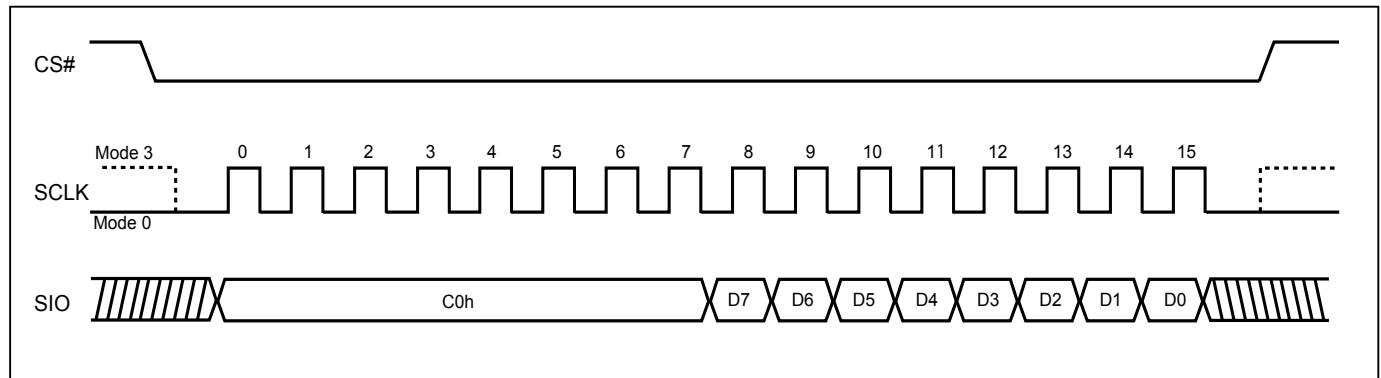 CS#
Mode 3 0 1 2 3 4 5 6 7 8 9 10 11 12 13 14 15
SCLK
Mode 0
SIO C0h D7 D6 D5 D4 D3 D2 D1 D0